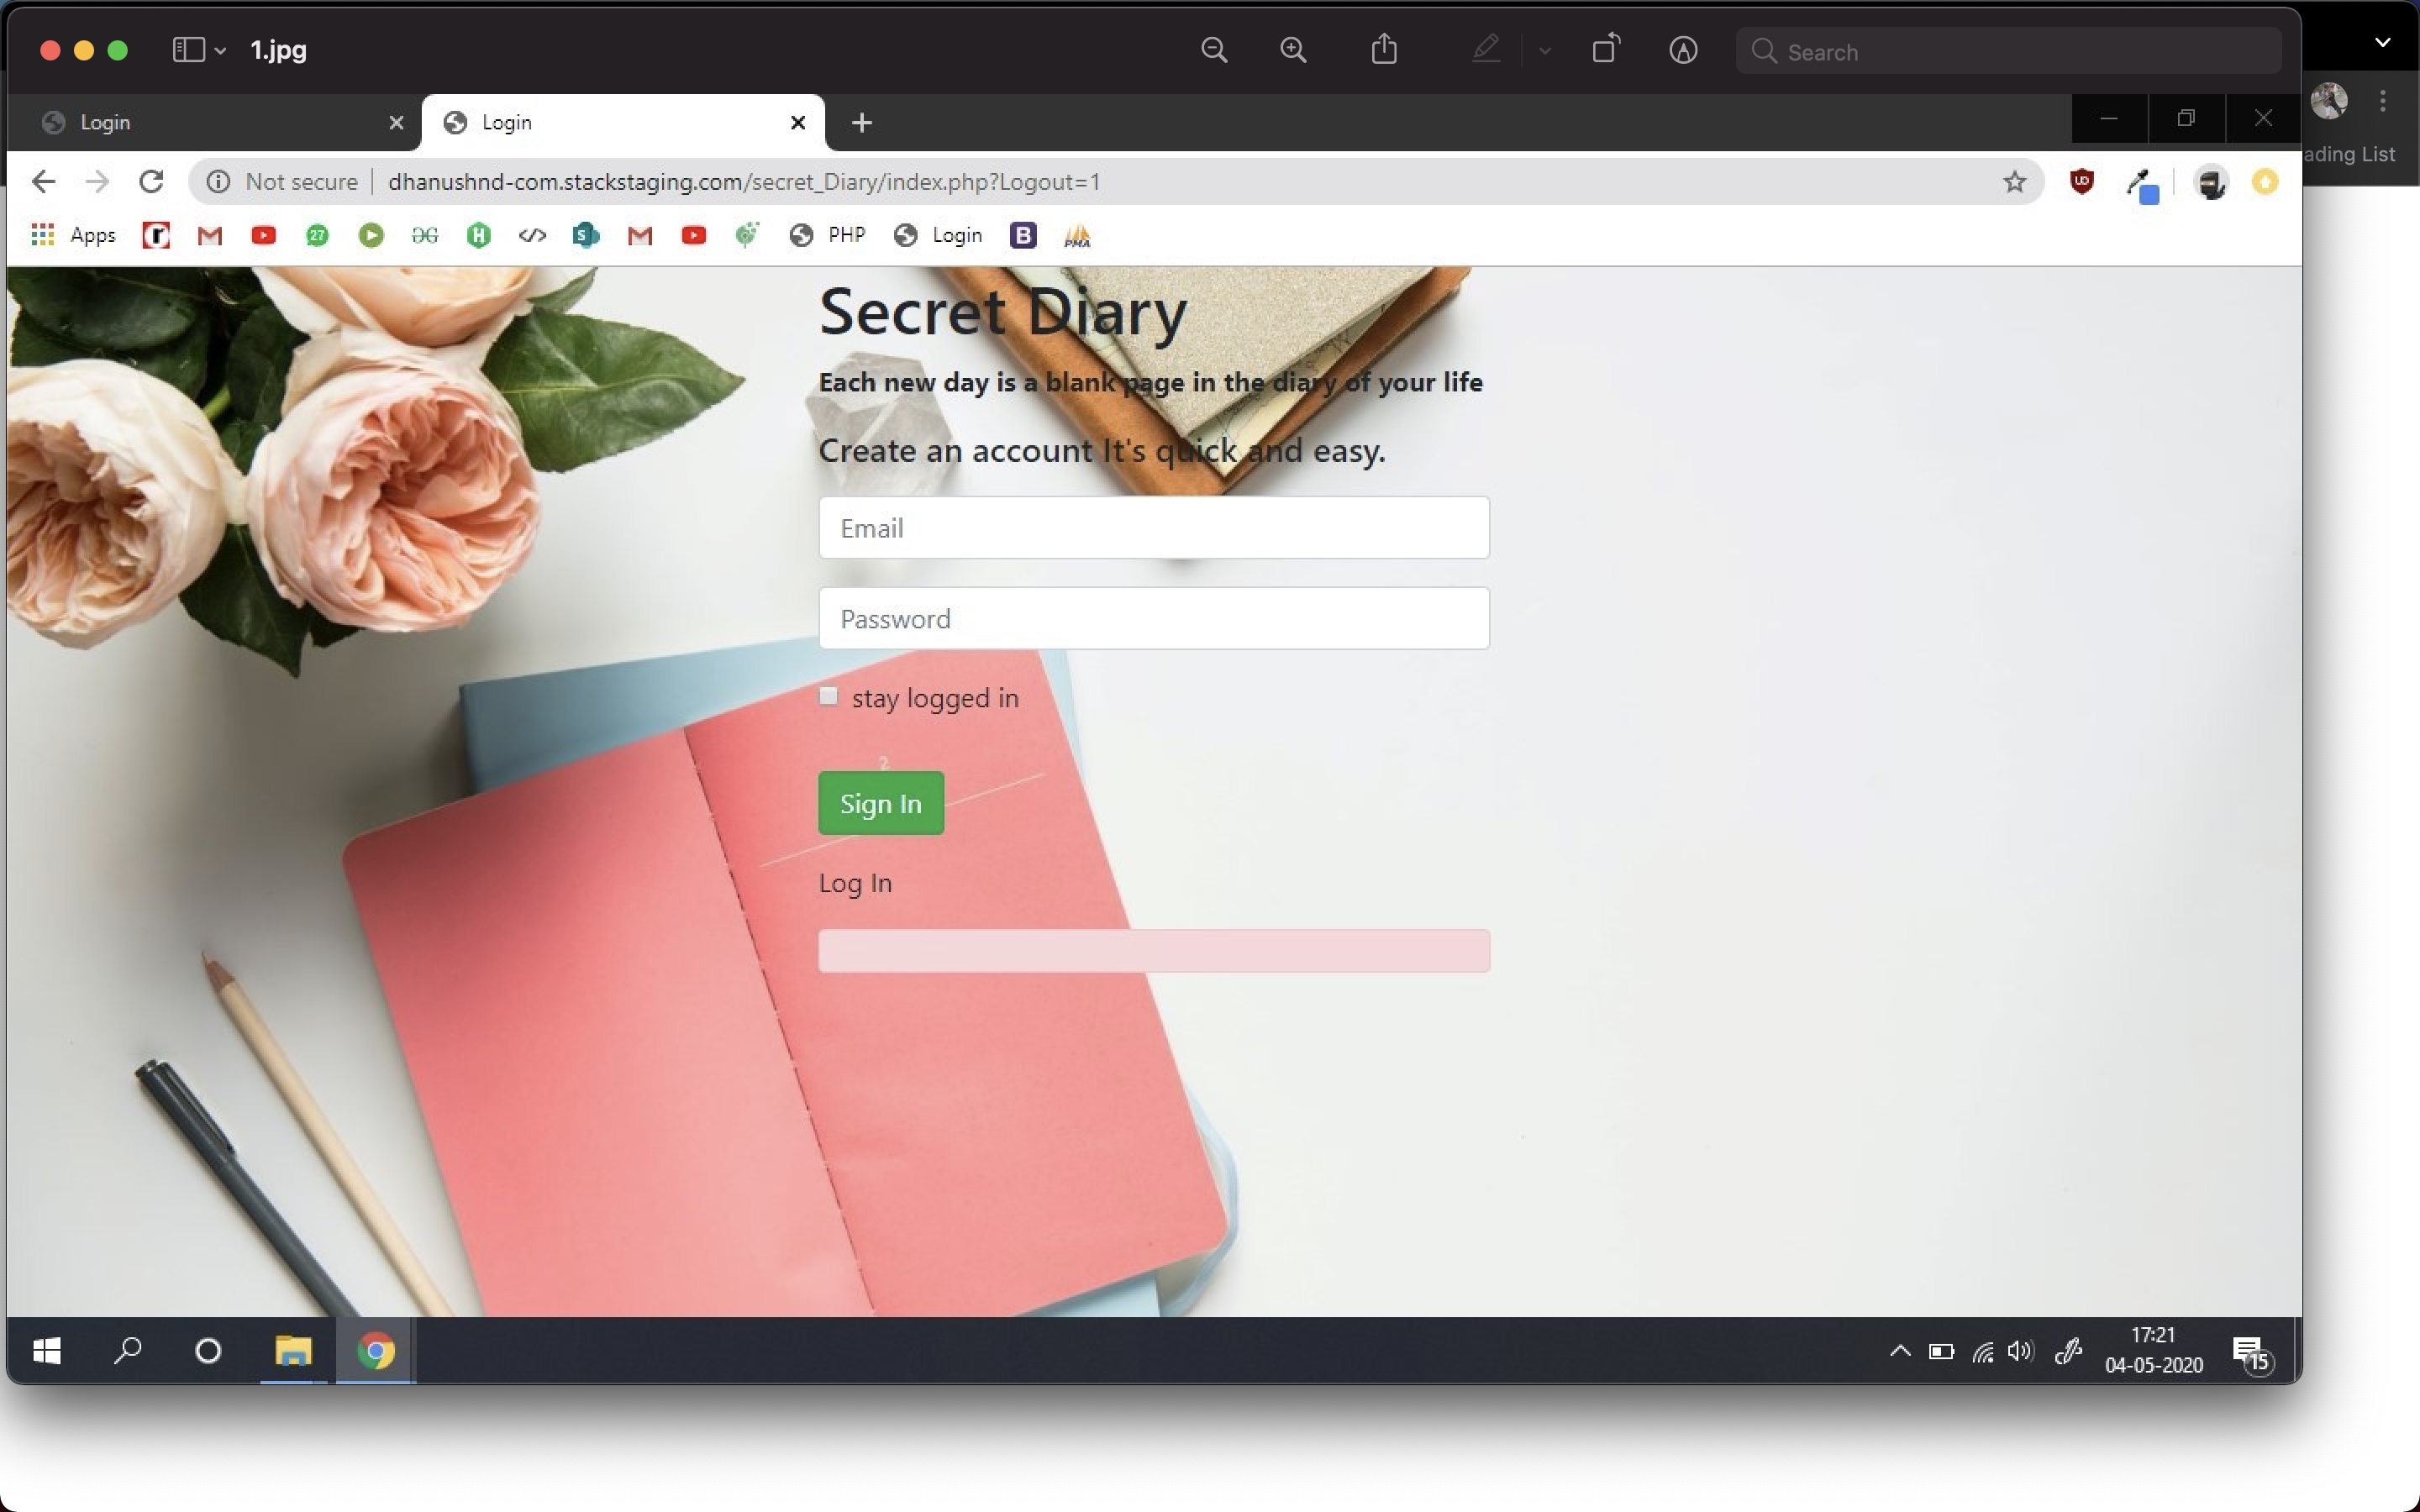 1.jpg
Search
Login
Login
ading List
Not secure
dhanushnd-com.stackstaging.com/secret_Diary/index.php?Logout=1
Apps
27
PHP
Login
B
PMA
Secret Diary
Each new day is a blank page in the diary of your life
Create an account It's quick and easy.
Email
Password
stay logged in
2
Sign In
Log In
17:21
04-05-2020
15